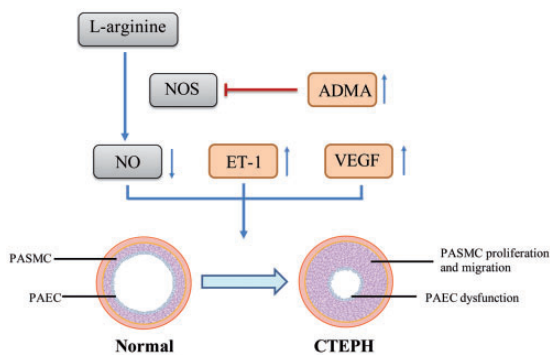 L-arginine
NOS
ADMA
NO
ET-1
VEGF
PASMC
PAEC
PASMC proliferation
and migration
PAEC dysfunction
Normal
CTEPH